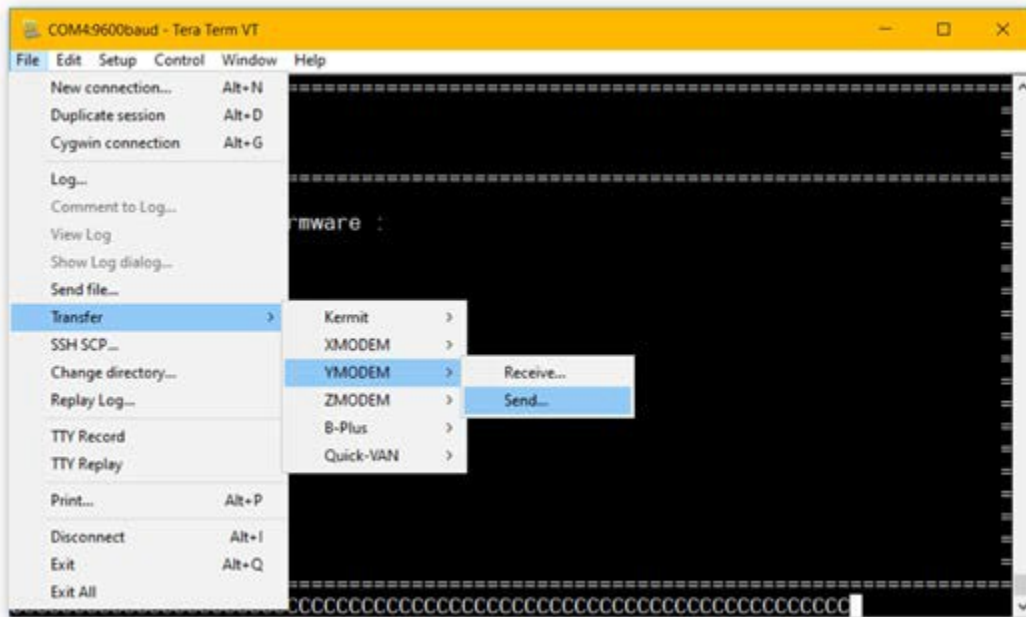 COM4:9600baud - Tera Term VT
File Edit Setup Control Window Help
New connection... Alt+N
Duplicate session Alt+D
Cygwin connection Alt+G
Log...
Comment to Log...
View Log
Show Log dialog...
rmware :
Send file...
Transfer >
SSH SCP...
Change directory...
Replay Log...
TTY Record
TTY Replay
Print... Alt+P
Disconnect Alt+I
Exit Alt+Q
Exit All
Kermit >
XMODEM >
YMODEM >
ZMODEM >
B-Plus >
Quick-VAN >
Receive...
Send...